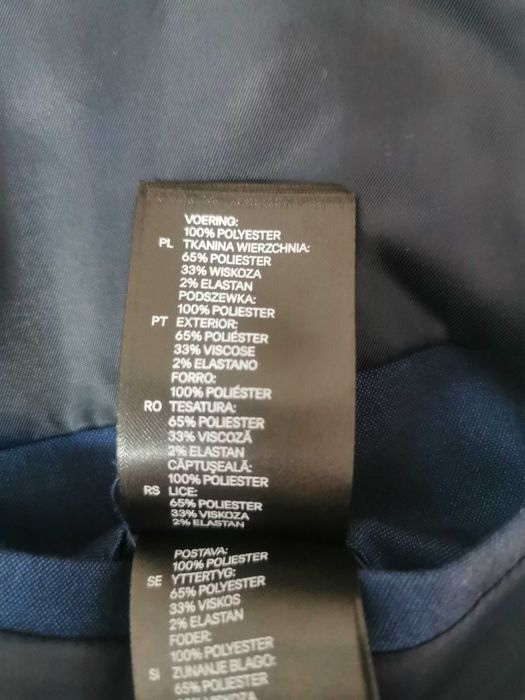 VOERING:
100% POLYESTER
PL TKANINA WIERZCHNIA:
65% POLIESTER
33% WISKOZA
2% ELASTAN
PODSZEWKA:
100% POLIESTER
PT EXTERIOR:
65% POLIÉSTER
33% VISCOSE
2% ELASTANO
FORRO:
100% POLIÉSTER
RO TESATURA:
65% POLIESTER
33% VISCOZĂ
2% ELASTAN
CĂPTUŞEALĂ:
100% POLIESTER
RS LICE:
65% POLIESTER
33% VISKOZA
2% ELASTAN
POSTAVA:
100% POLIESTER
SE YTTERTYG:
65% POLYESTER
33% VISKOS
2% ELASTAN
FODER:
100% POLYESTER
SI ZUNANJE BLAGO:
65% POLIESTER
33% VISKOZA